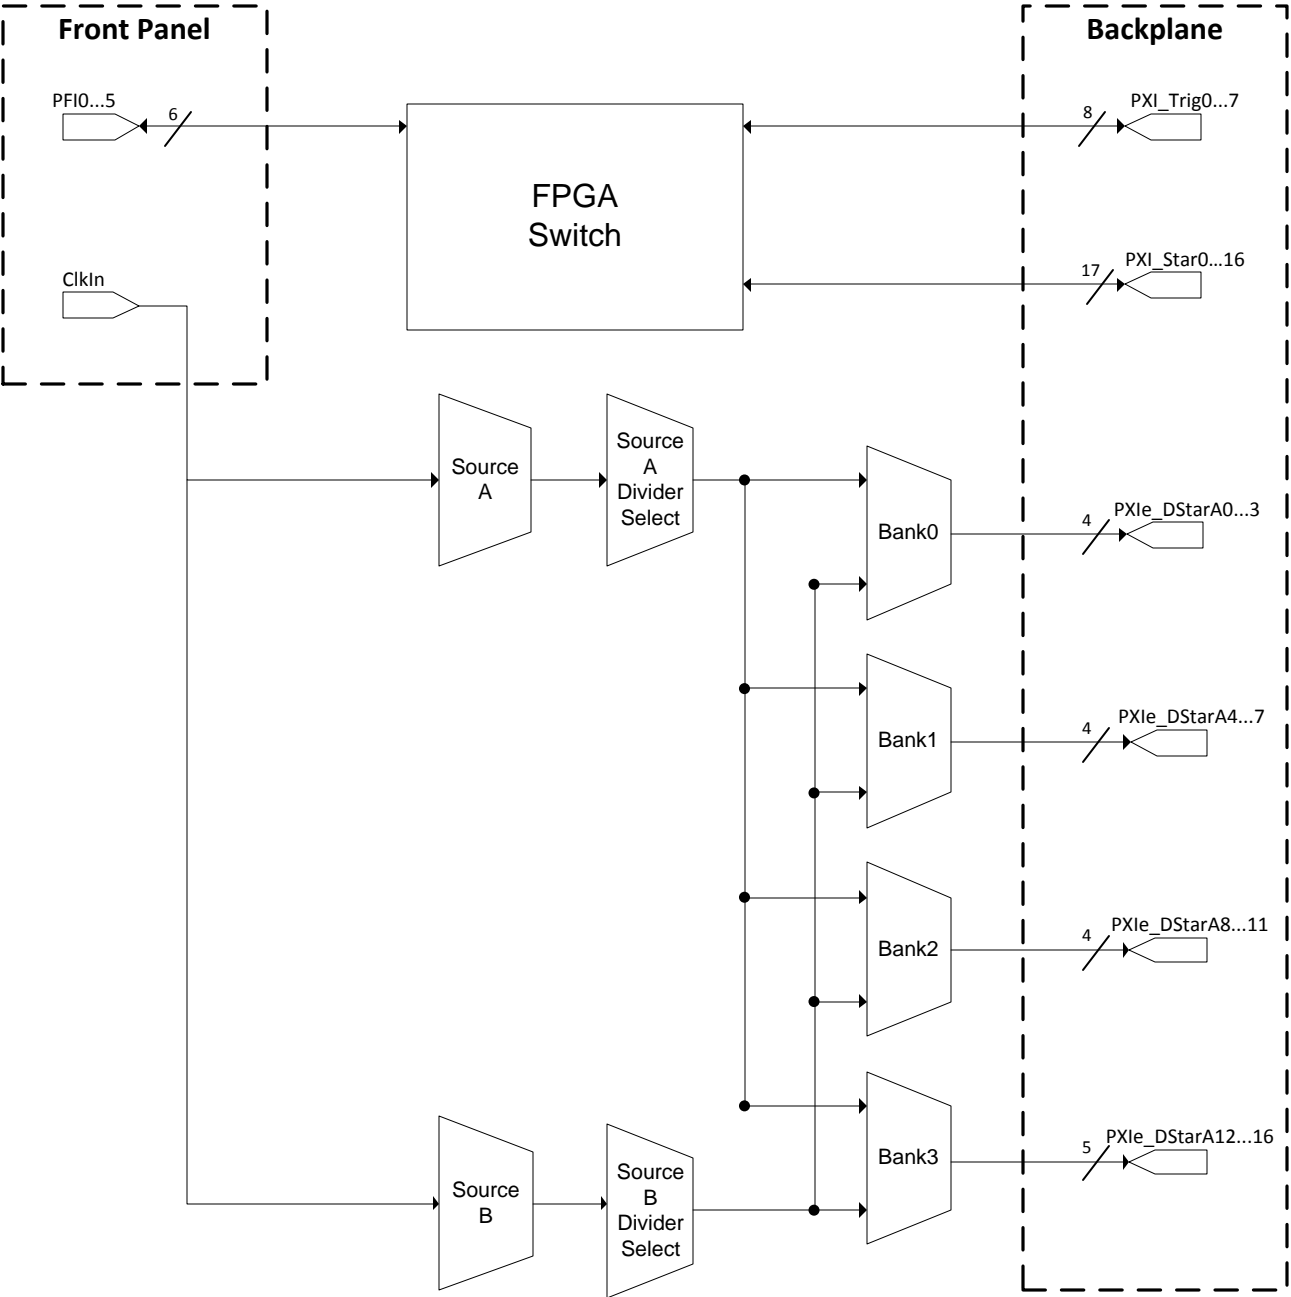 Front Panel
Backplane
PFI0...5
6
8
PXI_Trig0...7
FPGA
Switch
ClkIn
17
PXI_Star0...16
Source
A
Source
A
Divider
Select
Bank0
4
PXIe_DStarA0...3
Bank1
4
PXIe_DStarA4...7
Bank2
4
PXIe_DStarA8...11
Source
B
Source
B
Divider
Select
Bank3
5
PXIe_DStarA12...16